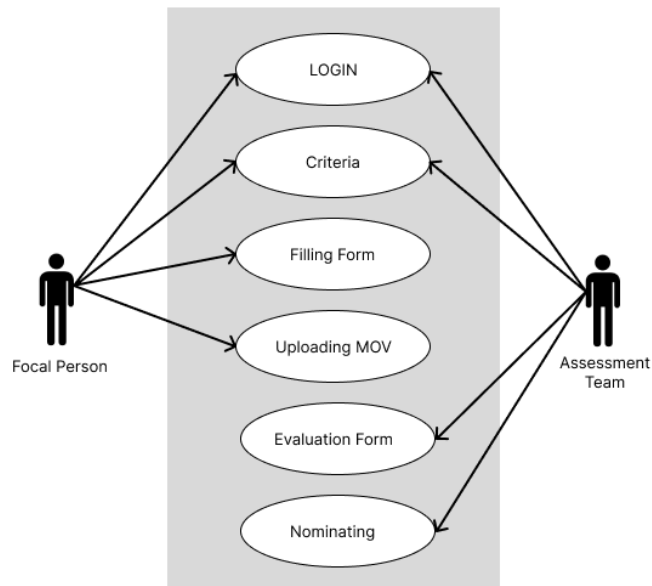 LOGIN
Criteria
Filling Form
Uploading MOV
Evaluation Form
Nominating
Focal Person
Assessment
Team